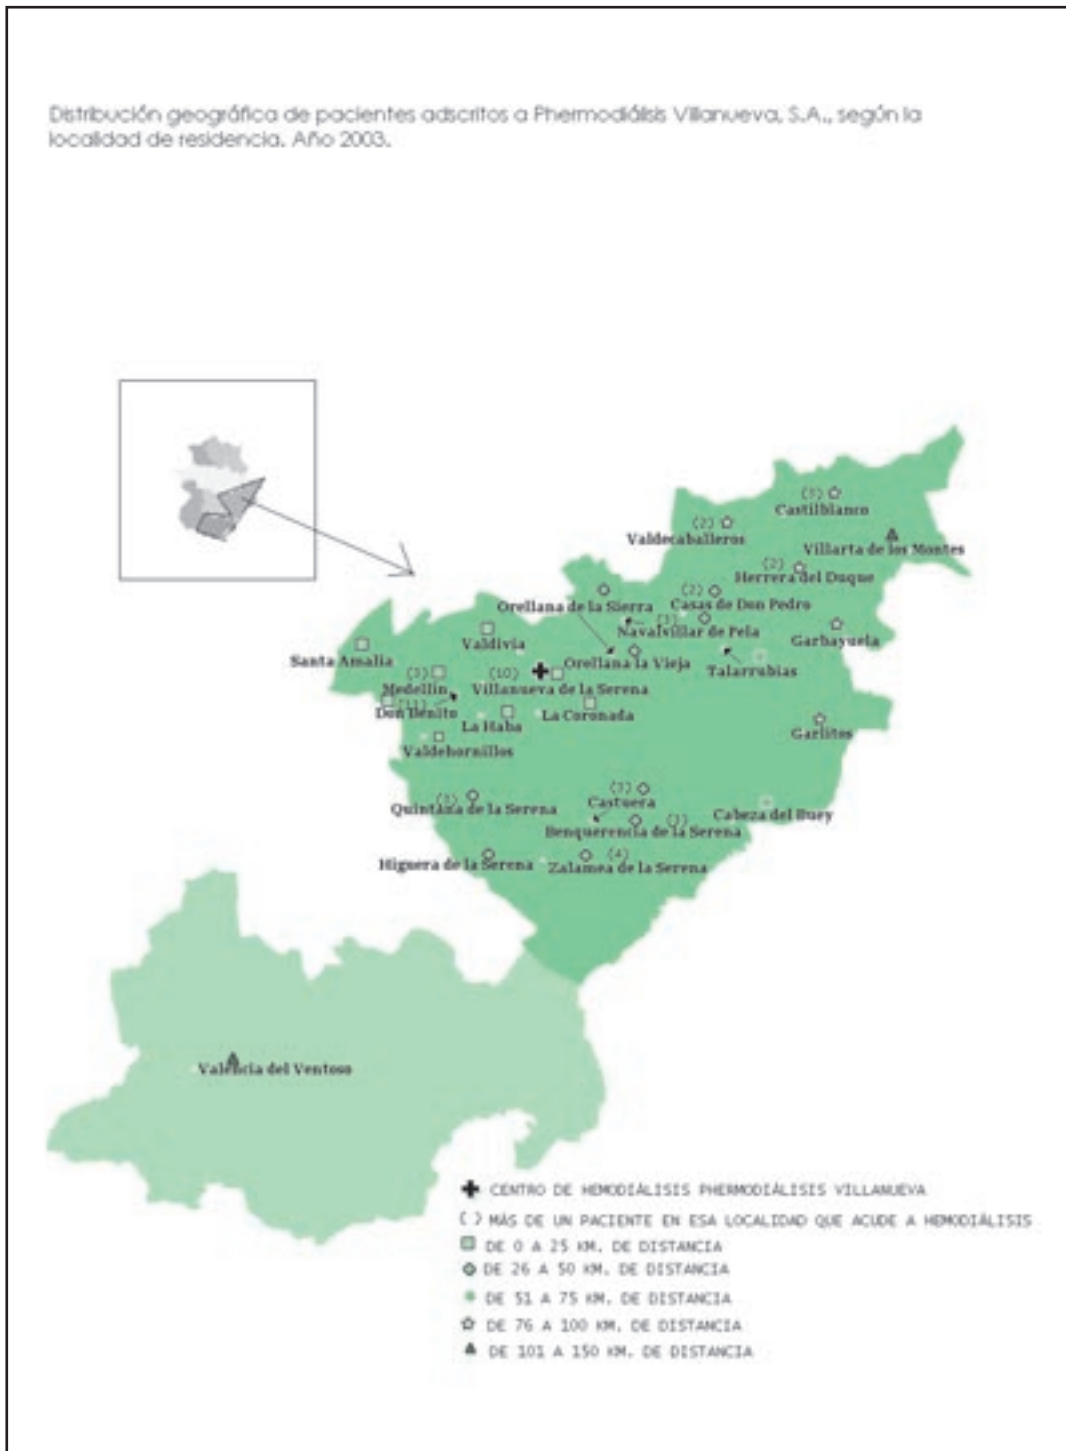 Distribución geográfica de pacientes adscritos a Phermodiálisis Villanueva, S.A., según la
localidad de residencia. Año 2003.
Castilblanco
(2)
Valdecaballeros
Villarta de los Montes
(2)
Herrera del Duque
Orellana de la Sierra
(2)
Casas de Don Pedro
Navalvillar de Pela
Garbayuela
Valdivia
Santa Amalia
Orellana la Vieja
Talarrubias
(10)
Medellín
Villanueva de la Serena
Don Benito
(11)
La Haba
La Coronada
Garlitos
Valdehornillos
Quintana de la Serena
Castuera
Cabeza del Buey
Benquerencia de la Serena
Higuera de la Serena
(4)
Zalamea de la Serena
Valencia del Ventoso
CENTRO DE HEMODIÁLISIS PHERMODIÁLISIS VILLANUEVA
( ) MÁS DE UN PACIENTE EN ESA LOCALIDAD QUE ACUDE A HEMODIÁLISIS
DE 0 A 25 KM. DE DISTANCIA
DE 26 A 50 KM. DE DISTANCIA
DE 51 A 75 KM. DE DISTANCIA
DE 76 A 100 KM. DE DISTANCIA
DE 101 A 150 KM. DE DISTANCIA